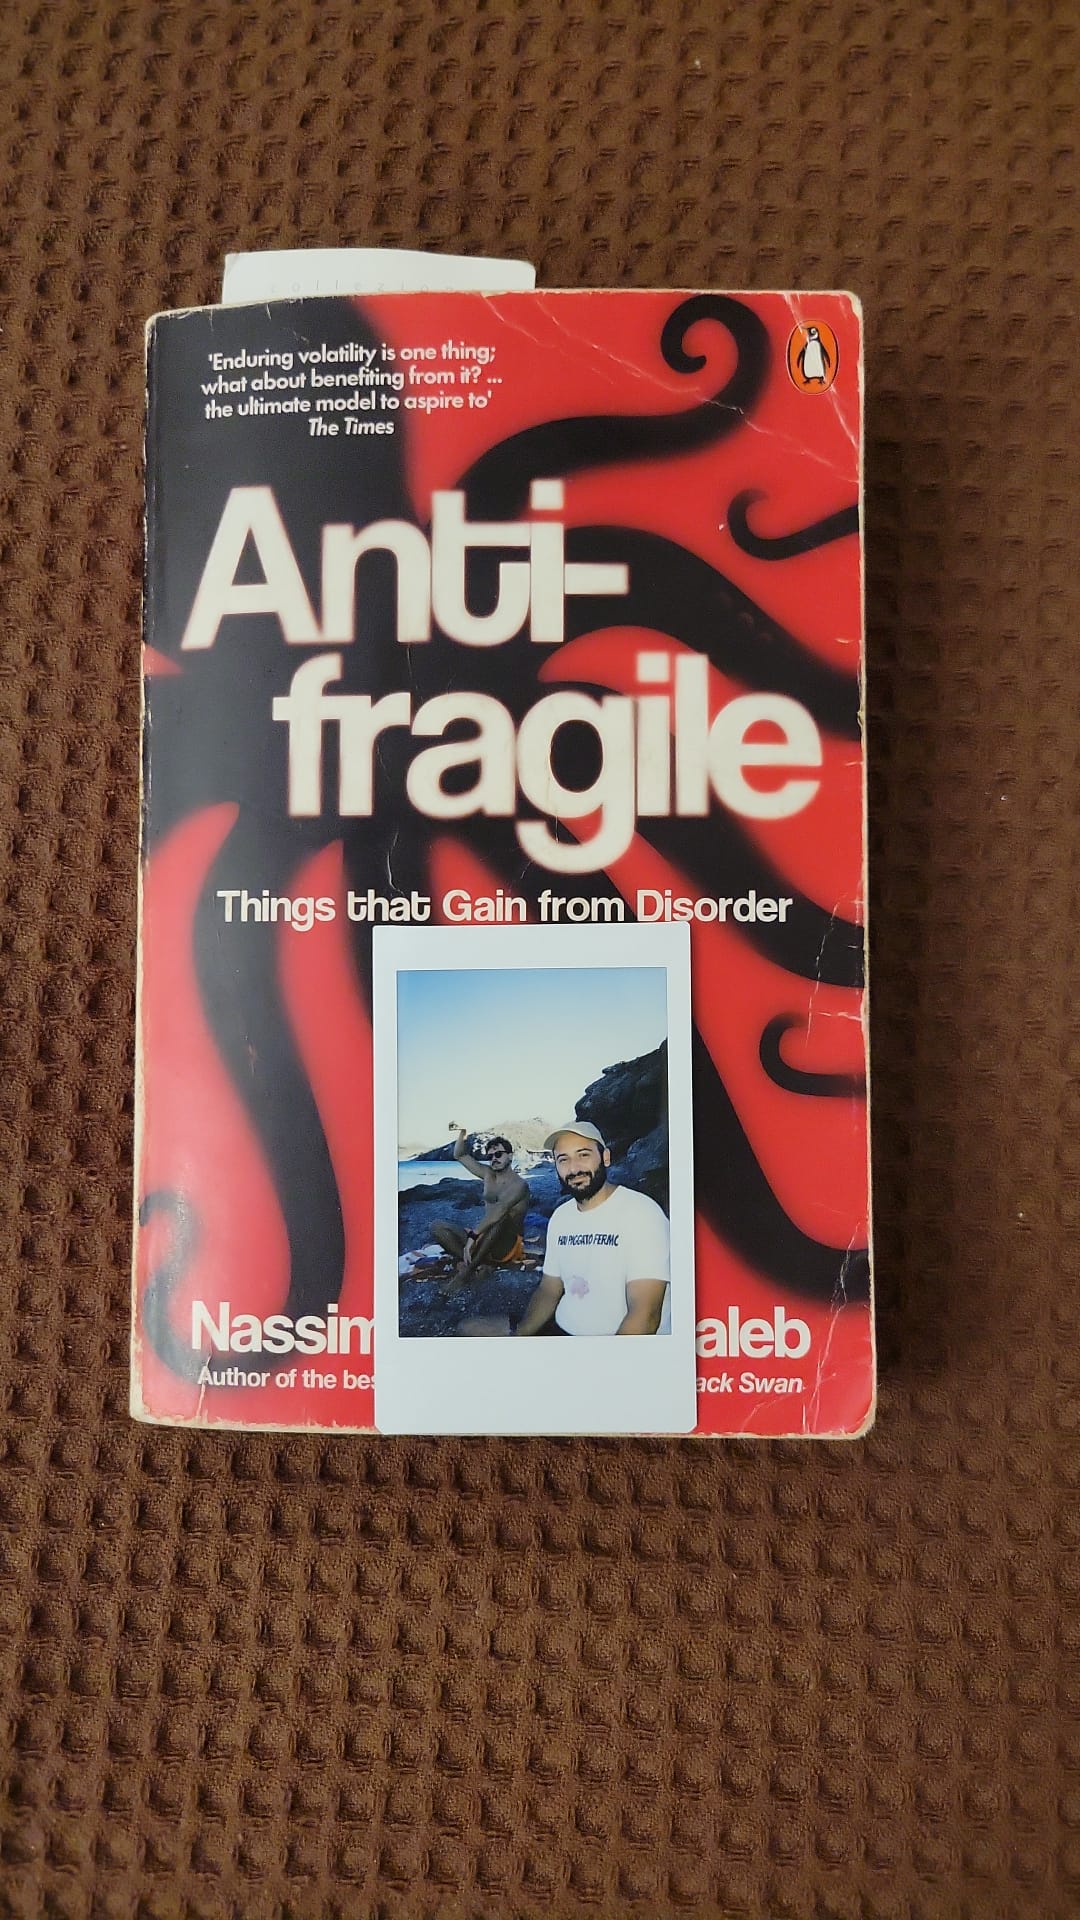 collezio
'Enduring volatility is one thing;
what about benefiting from it? ...
the ultimate model to aspire to'
The Times
Anti-
fragile
Things that Gain from Disorder
Nassim aleb
Author of the bes ack Swan